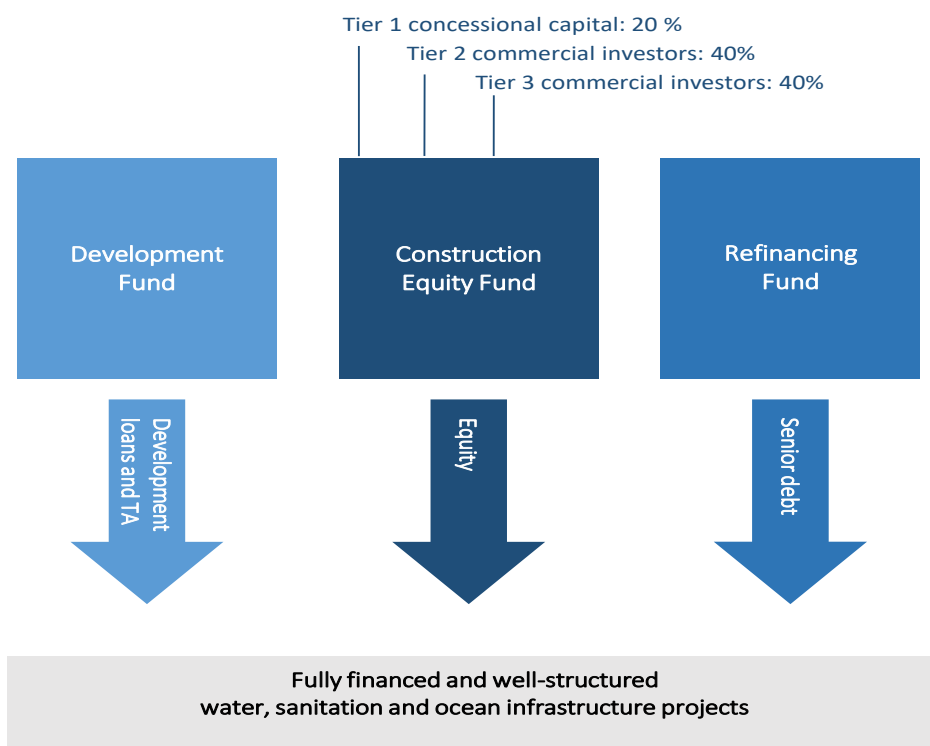 Tier 1 concessional capital: 20 %
Tier 2 commercial investors: 40%
Tier 3 commercial investors: 40%
Development
Fund
Construction
Equity Fund
Refinancing
Fund
Development
loans and TA
Equity
Senior debt
Fully financed and well-structured
water, sanitation and ocean infrastructure projects